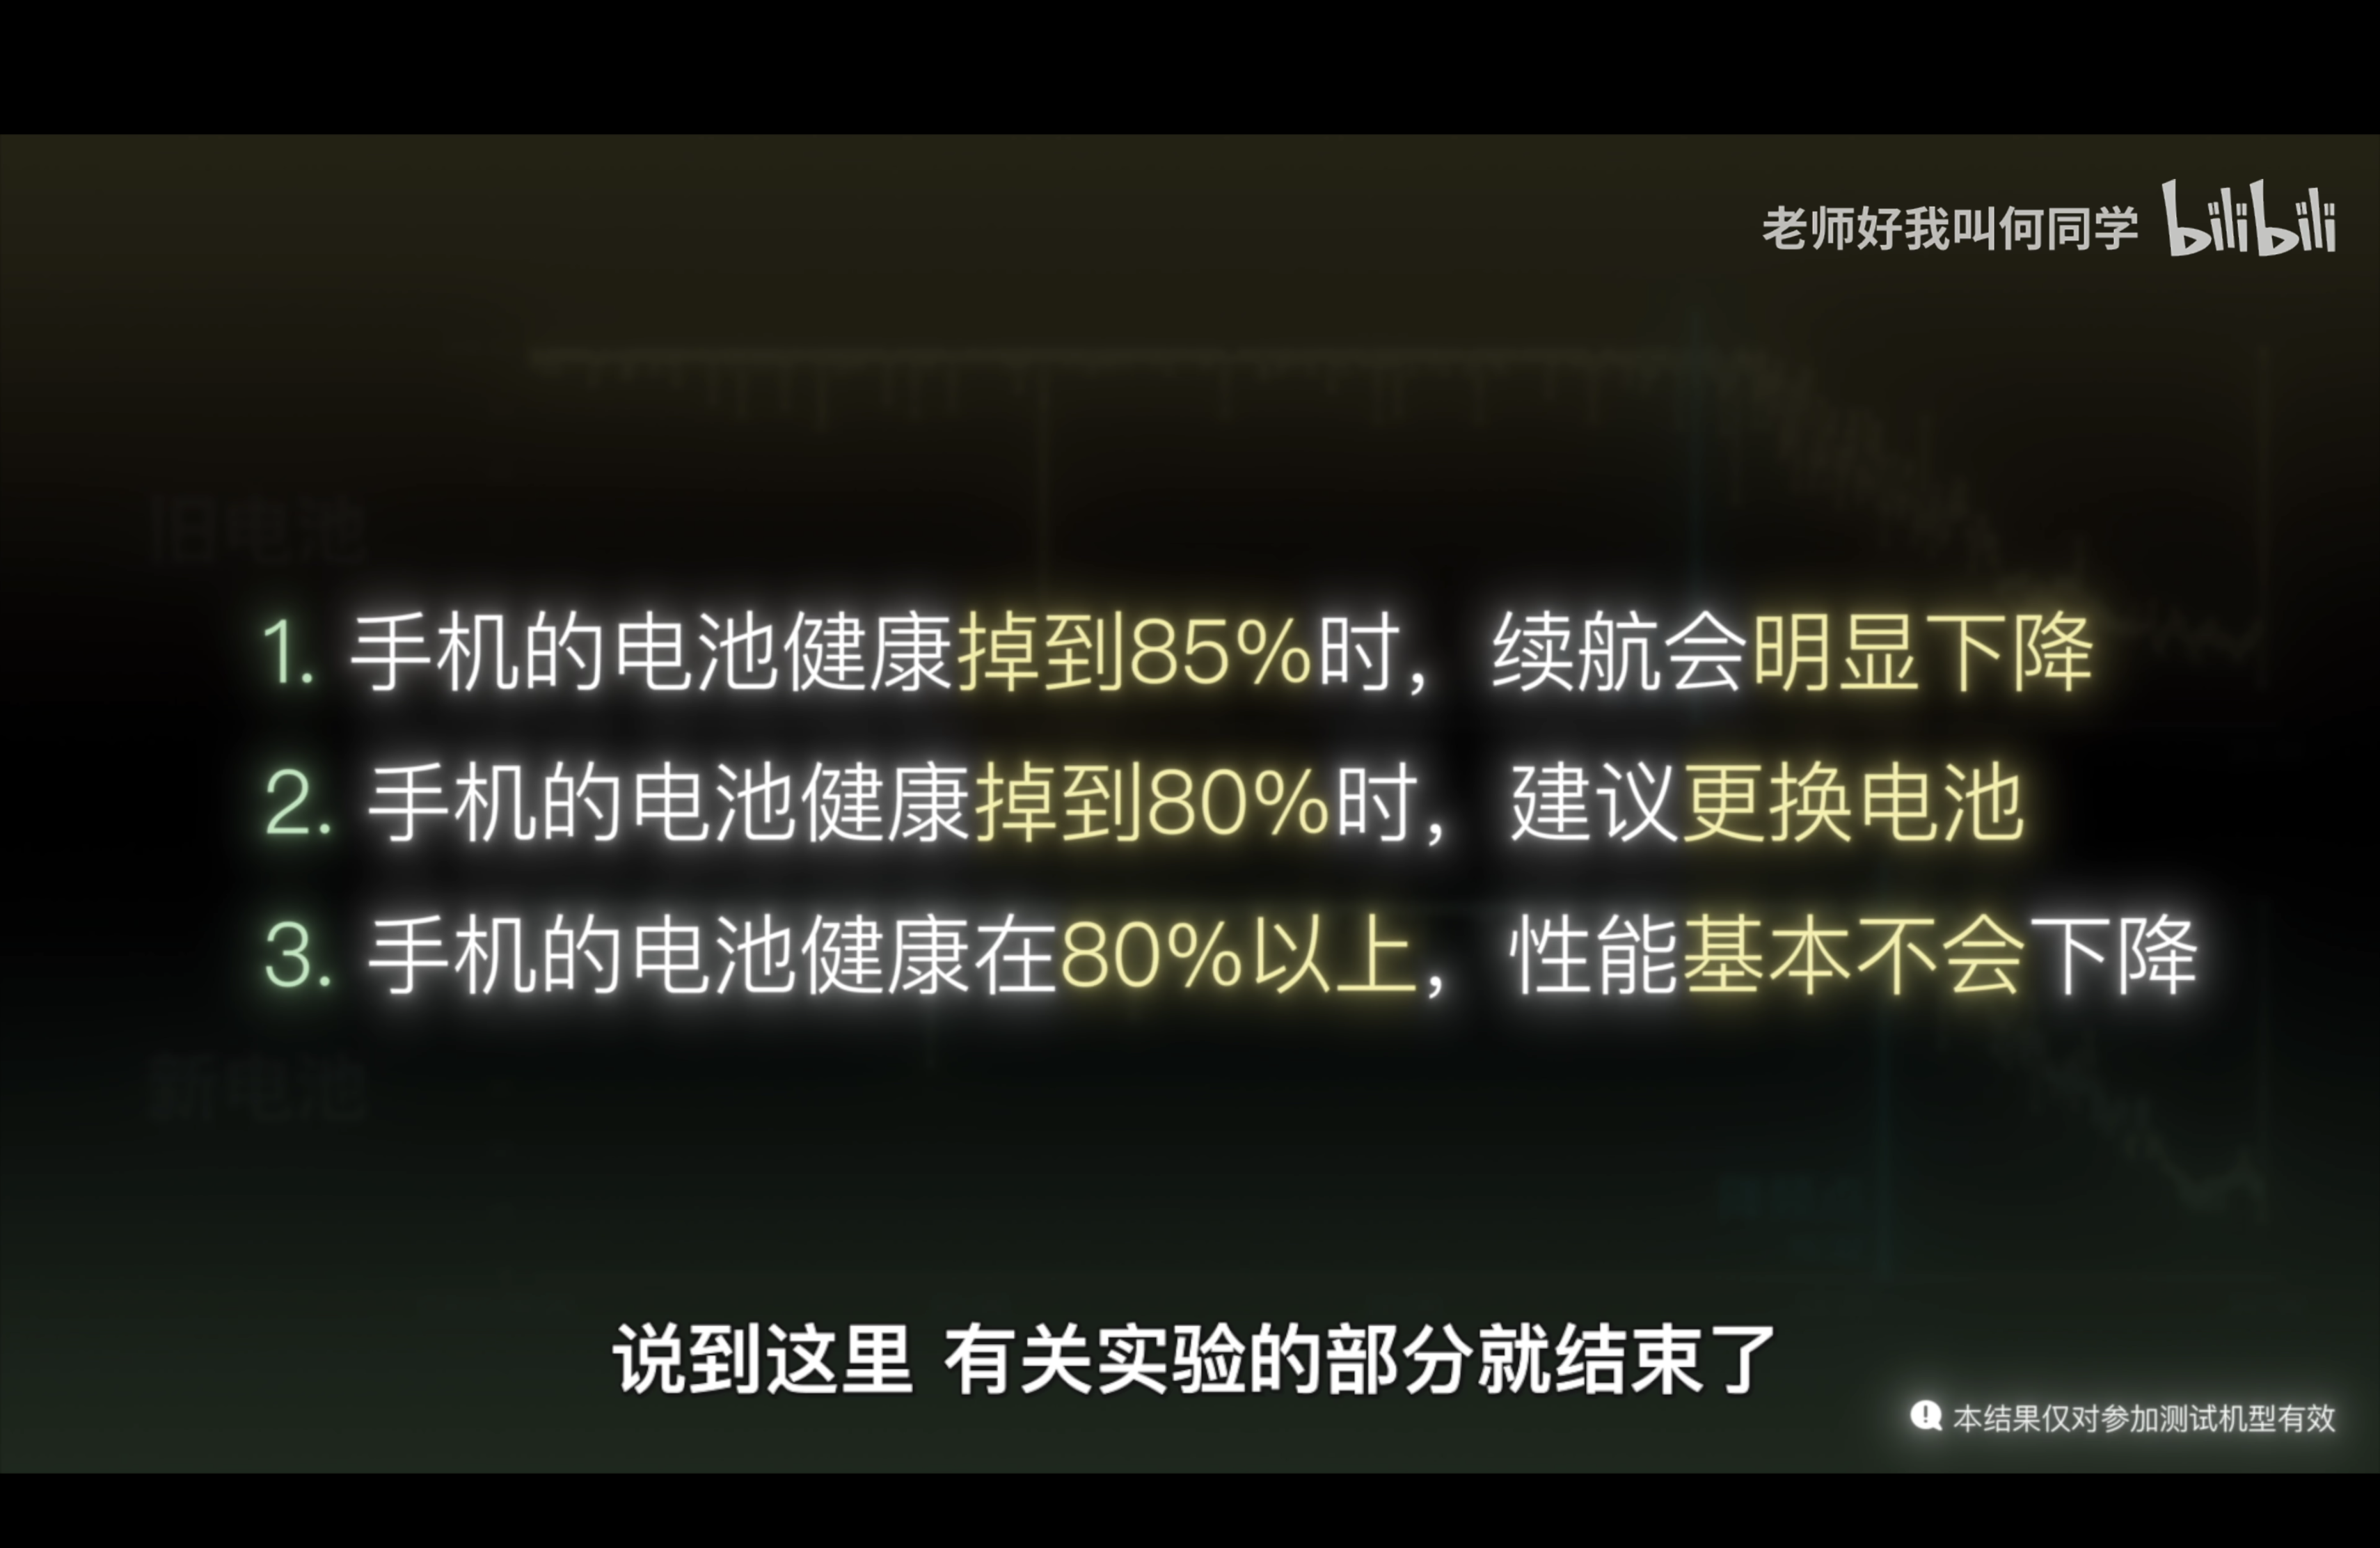 老师好我叫何同学 bilibili
旧电池
1. 手机的电池健康掉到85%时，续航会明显下降
2. 手机的电池健康掉到80%时，建议更换电池
3. 手机的电池健康在80%以上，性能基本不会下降
新电池
说到这里 有关实验的部分就结束了
本结果仅对参加测试机型有效